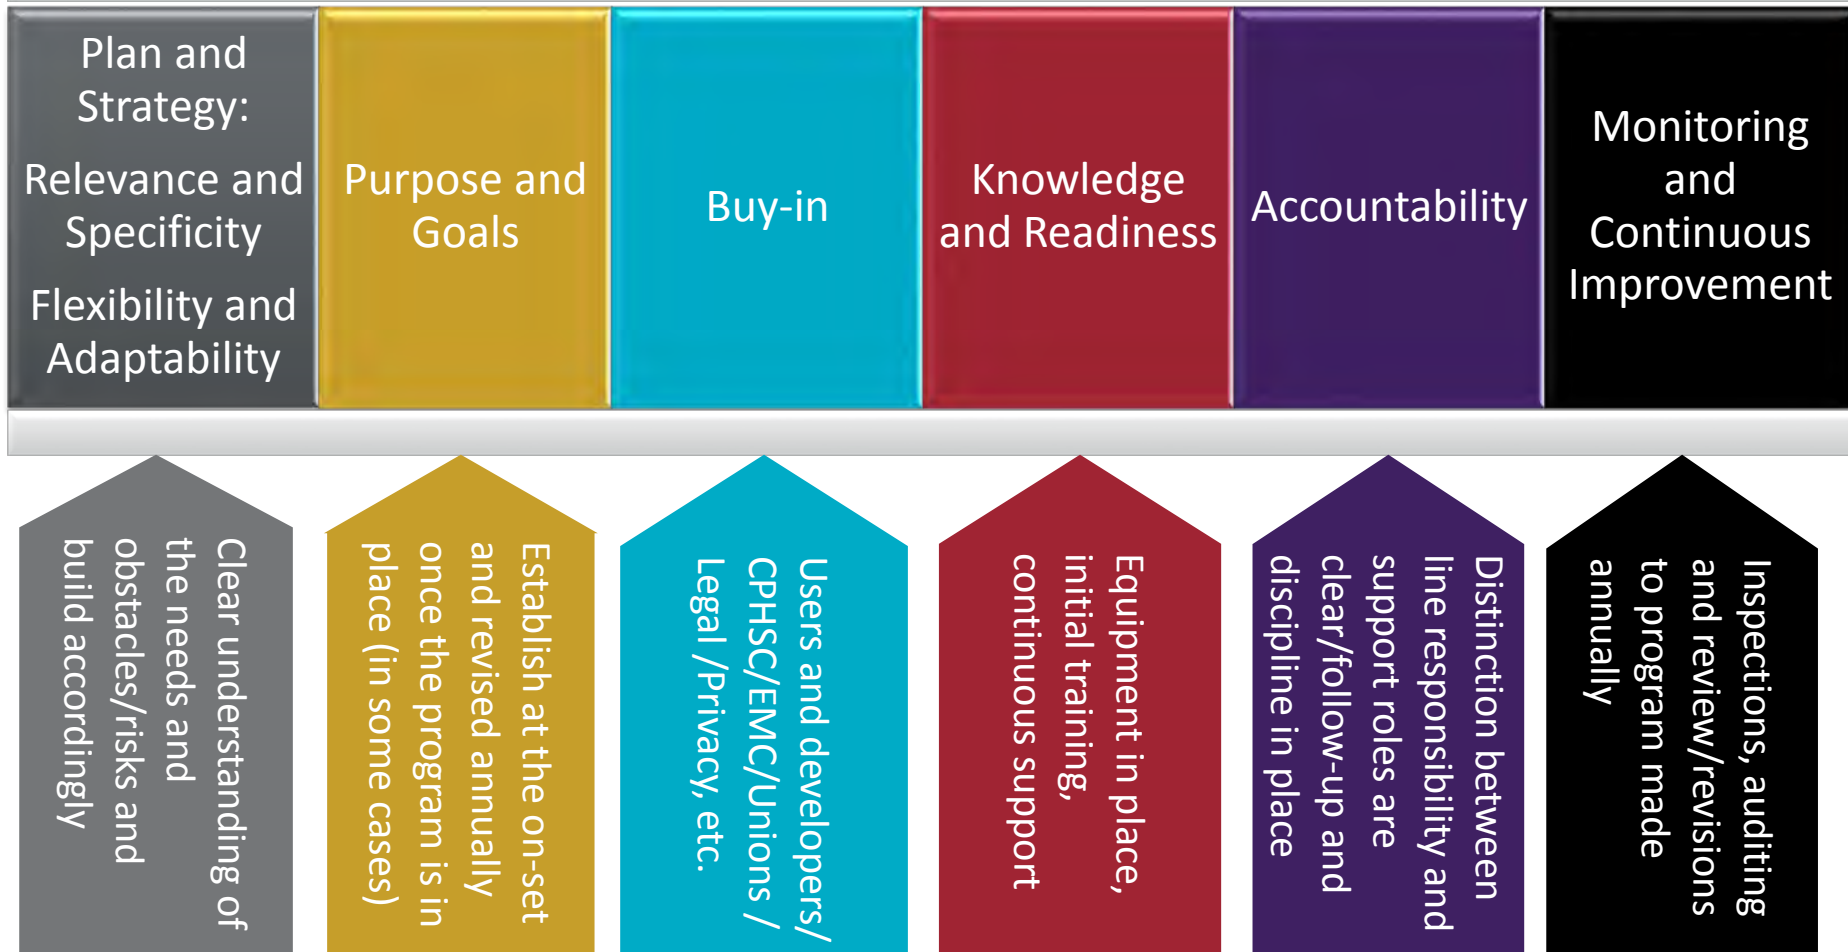 Plan and
Strategy:
Relevance and
Specificity
Flexibility and
Adaptability
Purpose and
Goals
Buy-in
Knowledge
and Readiness
Accountability
Monitoring
and
Continuous
Improvement
Clear understanding of
the needs and
obstacles/risks and
build accordingly
Establish at the on-set
and revised annually
once the program is in
place (in some cases)
Users and developers/
CPHSC/EMC/Unions /
Legal /Privacy, etc.
Equipment in place,
initial training,
continuous support
Distinction between
line responsibility and
support roles are
clear/follow-up and
discipline in place
Inspections, auditing
and review/revisions
to program made
annually